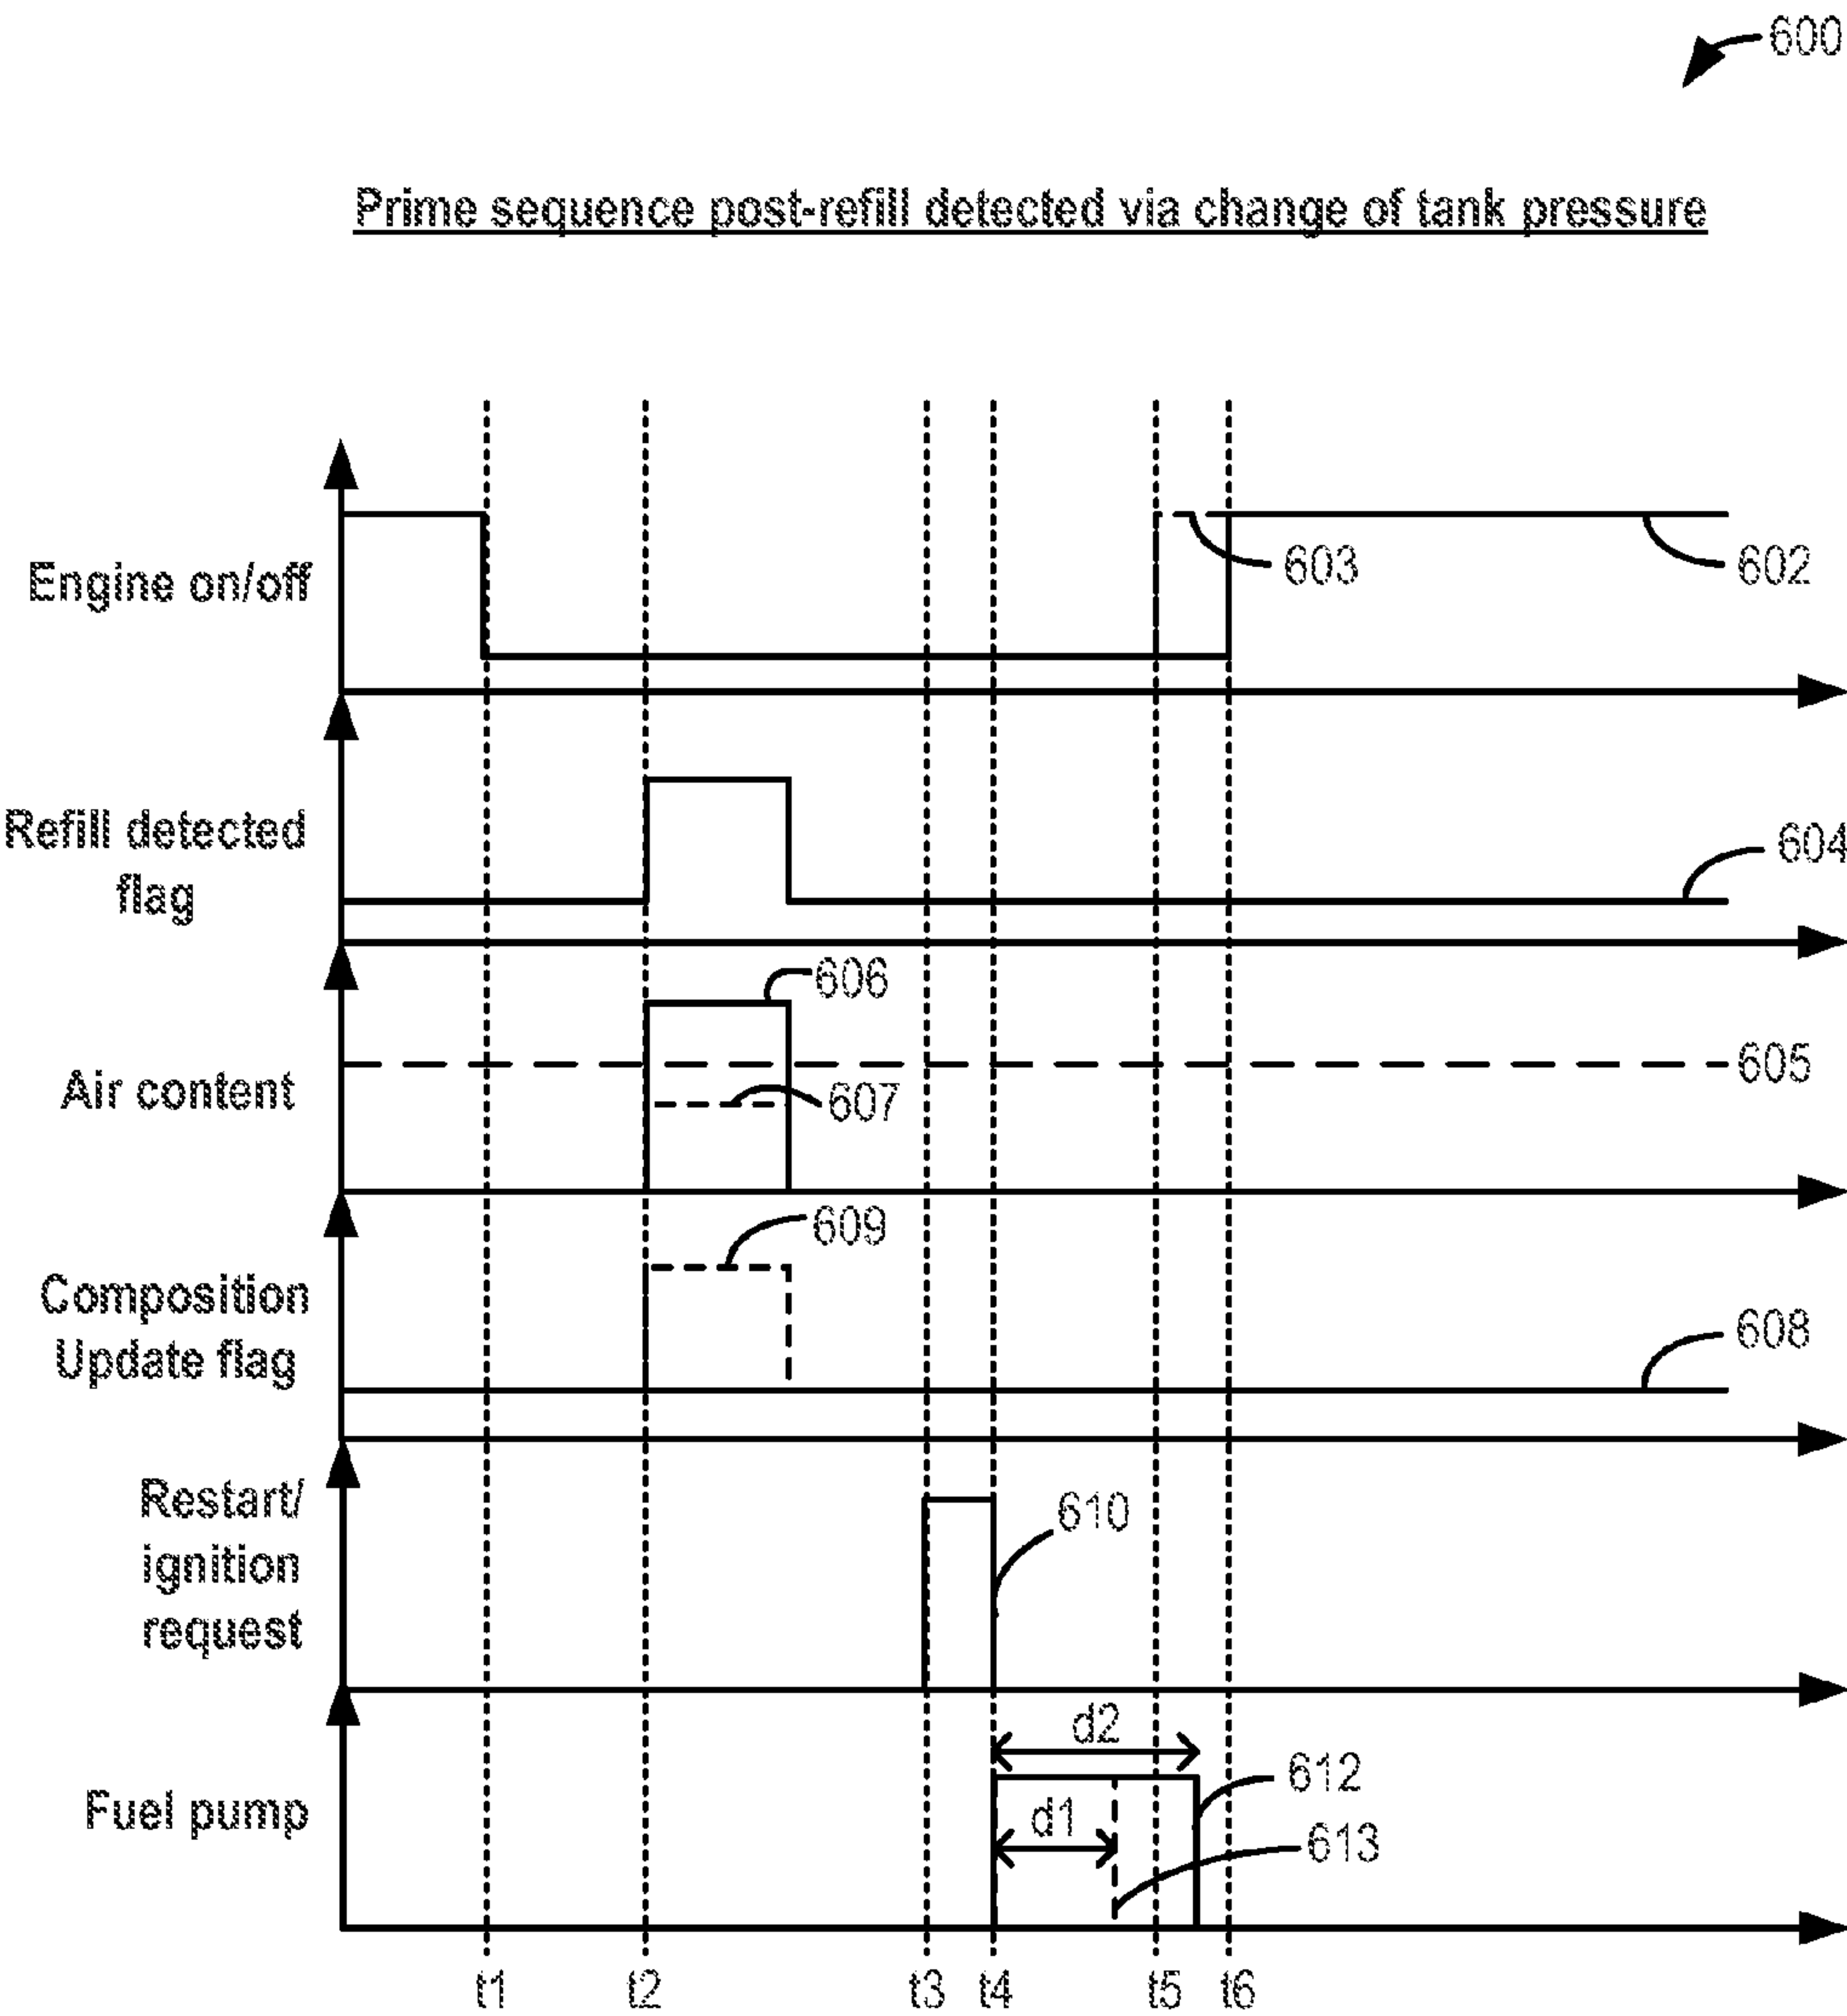 600
Prime sequence post-refill detected via change of tank pressure
Engine on/off
603
602
Refill detected
flag
604
Air content
606
605
607
Composition
Update flag
609
608
Restart/
ignition
request
610
Fuel pump
d2
d1
612
613
t1 t2 t3 t4 t5 t6